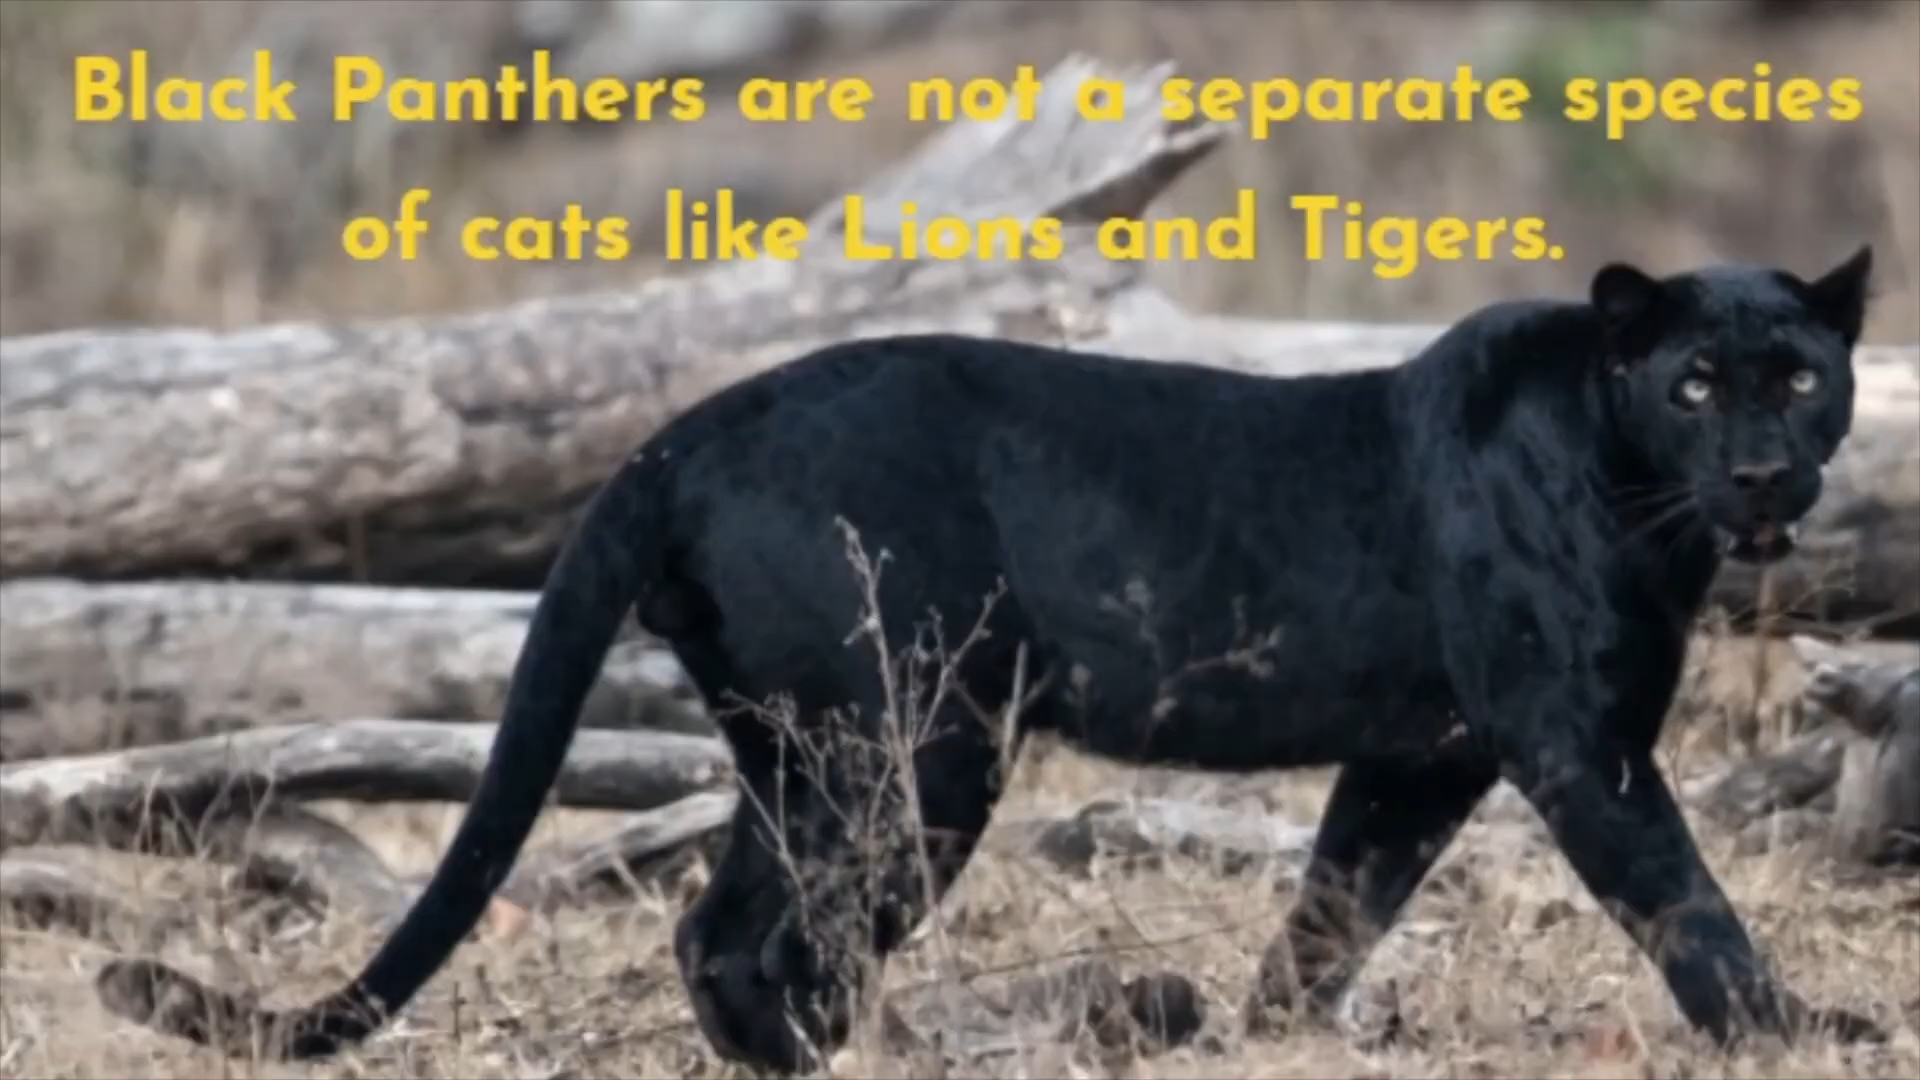 Black Panthers are not a separate species
of cats like Lions and Tigers.